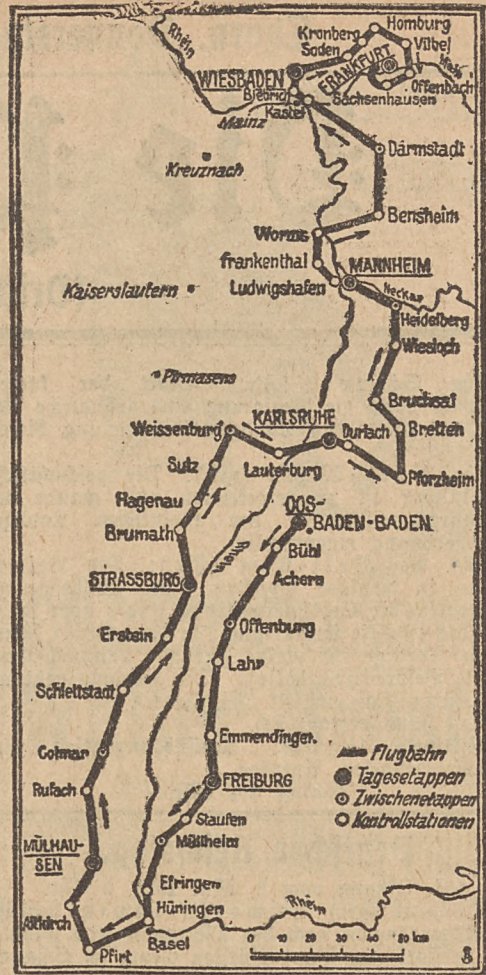 Rhein
Homburg
Kronberg
Soden
Vilbel
FRANKFURT
Main
WIESBADEN
Offenbach
Biebrich
Sachsenhausen
Kastel
Mainz
Darmstadt
Kreuznach
Bensheim
Worms
Frankenthal
MANNHEIM
Ludwigshafen
Neckar
Kaiserslautern
Heidelberg
Wiesloch
Pirmasens
Bruchsal
KARLSRUHE
Weissenburg
Durlach
Bretten
Lauterburg
Sulz
Pforzheim
Hagenau
OOS-
BADEN-BADEN
Brumath
Bühl
Rhein
Achern
STRASSBURG
Offenburg
Erstein
Lahr
Schlettstadt
Emmendingen
Colmar
Flugbahn
Rufach
FREIBURG
Tagesetappen
Zwischenetappen
Staufen
Kontrollstationen
MÜLHAU-
SEN
Müllheim
Efringen
Altkirch
Hüningen
Rhein
Basel
Pfirt
0 10 20 30 40 50 km